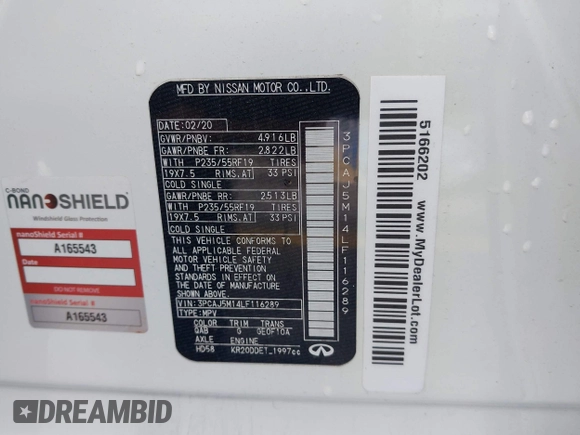 C-BOND
NANOSHIELD
Windshield Glass Protection
nanoShield Serial #
A165543
DO NOT REMOVE
nanoShield Serial #
A165543
MFD BY NISSAN MOTOR CO.,LTD.
DATE: 02/20
GVWR/PNBV: 4,916LB
GAWR/PNBE FR: 2,822LB
WITH P235/55RF19 TIRES
19X7.5 RIMS,AT 33 PSI
COLD SINGLE
GAWR/PNBE RR: 2,513LB
WITH P235/55RF19 TIRES
19X7.5 RIMS,AT 33 PSI
COLD SINGLE
THIS VEHICLE CONFORMS TO
ALL APPLICABLE FEDERAL
MOTOR VEHICLE SAFETY
AND THEFT PREVENTION
STANDARDS IN EFFECT ON THE
DATE OF MANUFACTURE
VIN: 3PCAJ5M14LF116289
TYPE: MPV
COLOR TRIM TRANS
QAB G GE0F10A
AXLE ENGINE
HD58 KR20DDET_1997cc
INFINITI
3PCAJ5M14LF116289
5166202 www.MyDealerLot.com
DREAMBID